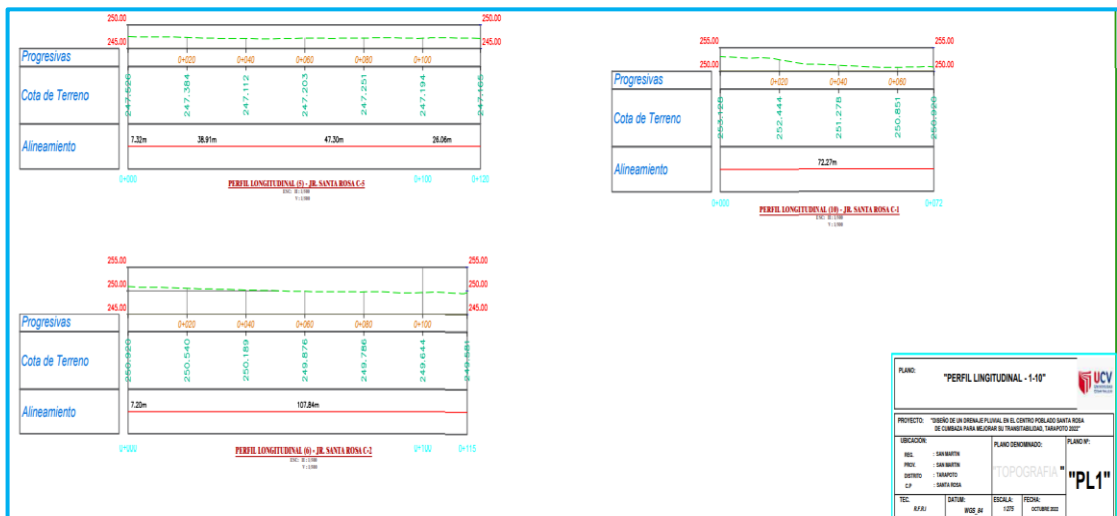 250.00 250.00
245.00 245.00
Progresivas 0+020 0+040 0+060 0+080 0+100
Cota de Terreno 247.384 247.112 247.203 247.251 247.194
Alineamiento 7.32m 38.91m 47.30m 26.06m
0+000 0+100 0+120
PERFIL LONGITUDINAL (5) - JR. SANTA ROSA C-5
255.00 255.00
250.00 250.00
Progresivas 0+020 0+040 0+060
Cota de Terreno 253.128 252.444 251.278 250.851 250.920
Alineamiento 72.27m
0+000 0+072
PERFIL LONGITUDINAL (10) - JR. SANTA ROSA C-1
255.00 255.00
250.00 250.00
245.00 245.00
Progresivas 0+020 0+040 0+060 0+080 0+100
Cota de Terreno 250.920 250.540 250.189 249.876 249.786 249.644
Alineamiento 7.20m 107.84m
0+000 0+100 0+115
PERFIL LONGITUDINAL (6) - JR. SANTA ROSA C-2
PLANO:
"PERFIL LINGITUDINAL - 1-10"
UCV
PROYECTO: "DISEÑO DE UN DRENAJE PLUVIAL EN EL CENTRO POBLADO SANTA ROSA
DE CUMBAZA PARA MEJORAR SU TRANSITABILIDAD, TARAPOTO 2022"
UBICACIÓN: PLANO DENOMINADO: PLANO Nº:
REG. : SAN MARTIN
PROV. : SAN MARTIN
DISTRITO : TARAPOTO
C.P : SANTA ROSA
"TOPOGRAFIA "
"PL1"
TEC. DATUM: ESCALA: FECHA:
R.F.R.I WGS_84 1/275 OCTUBRE 2022